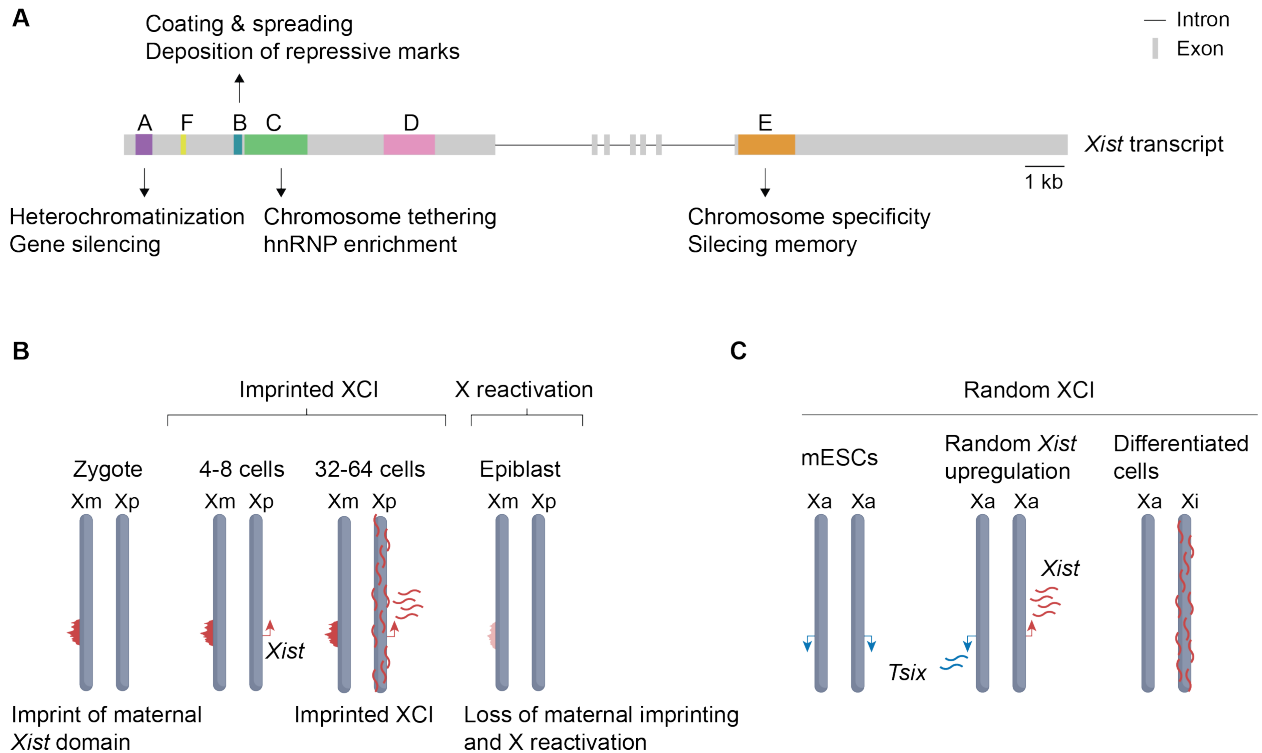 A
Coating & spreading
Deposition of repressive marks
Intron
Exon
A F B C D E
Xist transcript
1 kb
Heterochromatinization
Gene silencing
Chromosome tethering
hnRNP enrichment
Chromosome specificity
Silecing memory
B
Imprinted XCI
X reactivation
Zygote
4-8 cells
32-64 cells
Epiblast
Xm Xp
Xm Xp
Xm Xp
Xm Xp
Xist
Imprint of maternal
Xist domain
Imprinted XCI
Loss of maternal imprinting
and X reactivation
C
Random XCI
mESCs
Random Xist
upregulation
Differentiated
cells
Xa Xa
Xa Xa
Xa Xi
Xist
Tsix